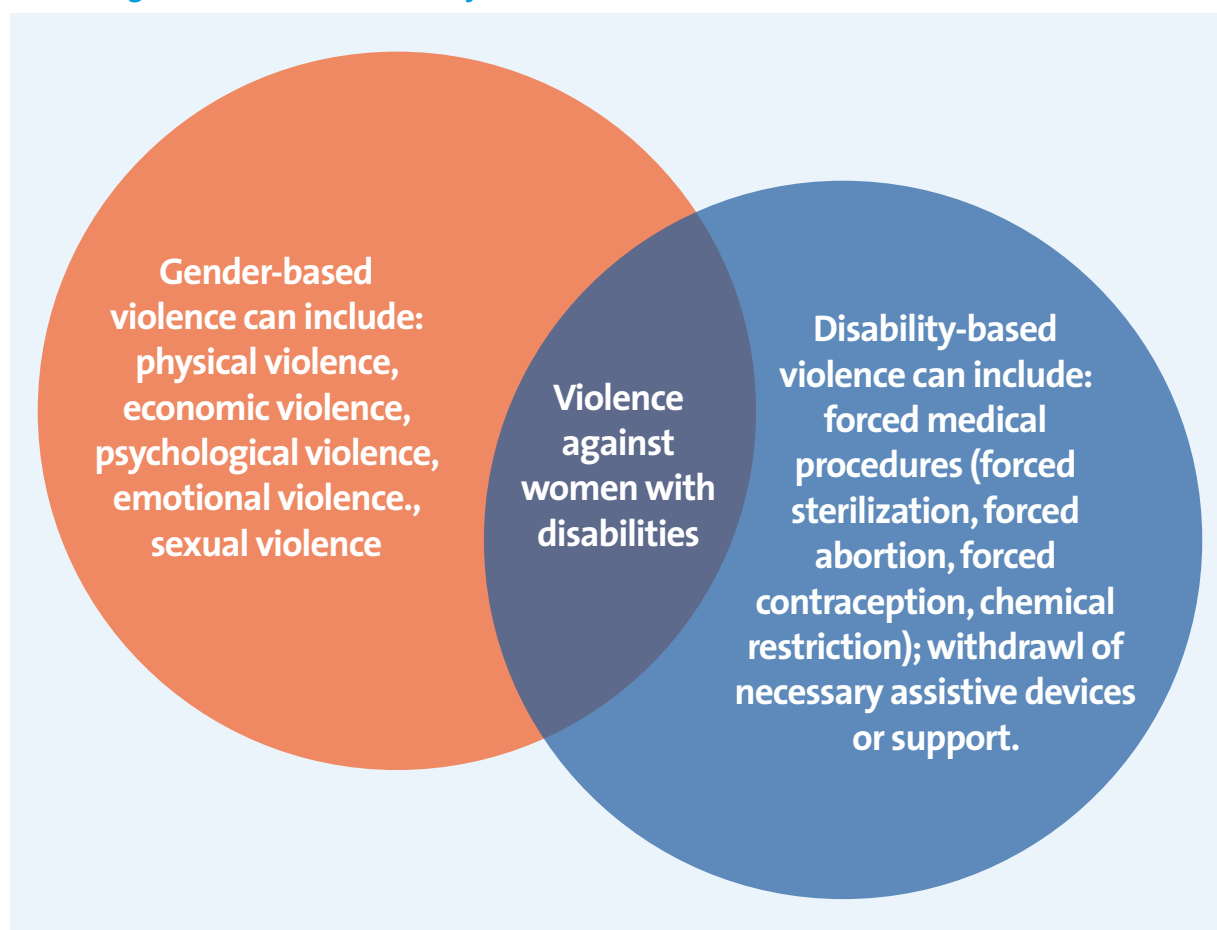 Gender-based
violence can include:
physical violence,
economic violence,
psychological violence,
emotional violence.,
sexual violence
Violence
against
women with
disabilities
Disability-based
violence can include:
forced medical
procedures (forced
sterilization, forced
abortion, forced
contraception, chemical
restriction); withdrawl of
necessary assistive devices
or support.